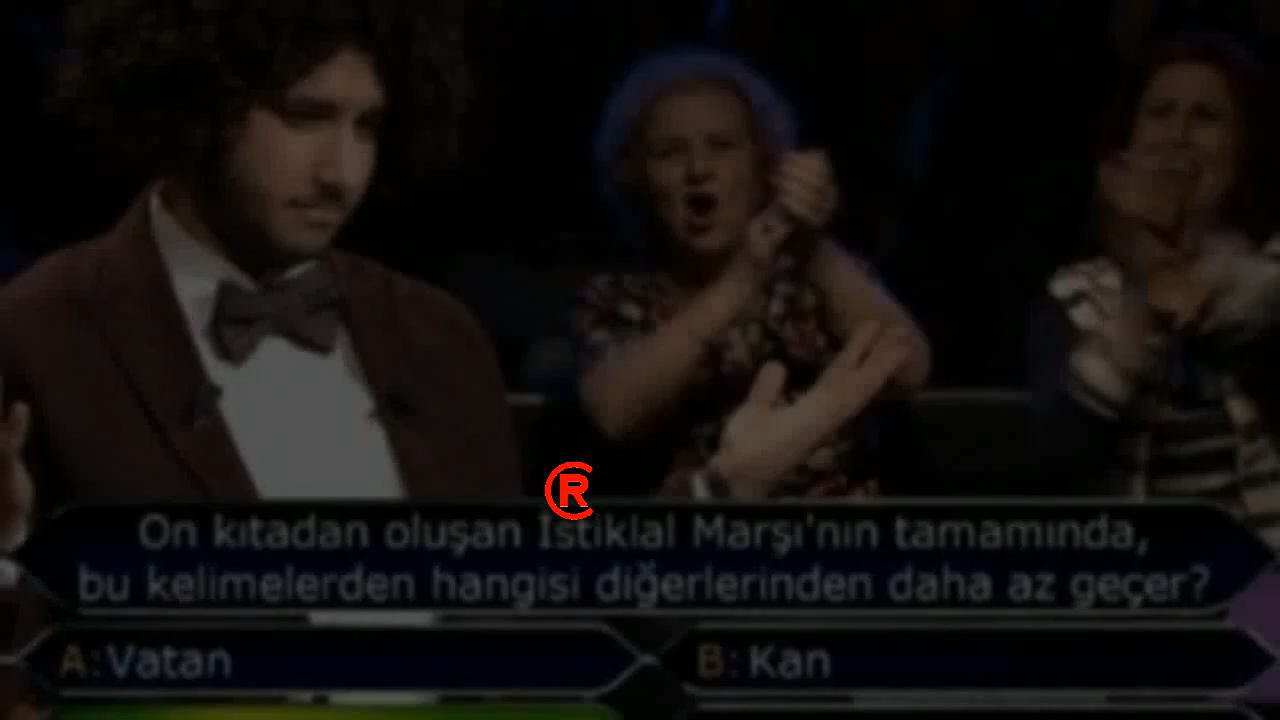 R
On kıtadan oluşan İstiklal Marşı'nın tamamında,
bu kelimelerden hangisi diğerlerinden daha az geçer?
A: Vatan
B: Kan